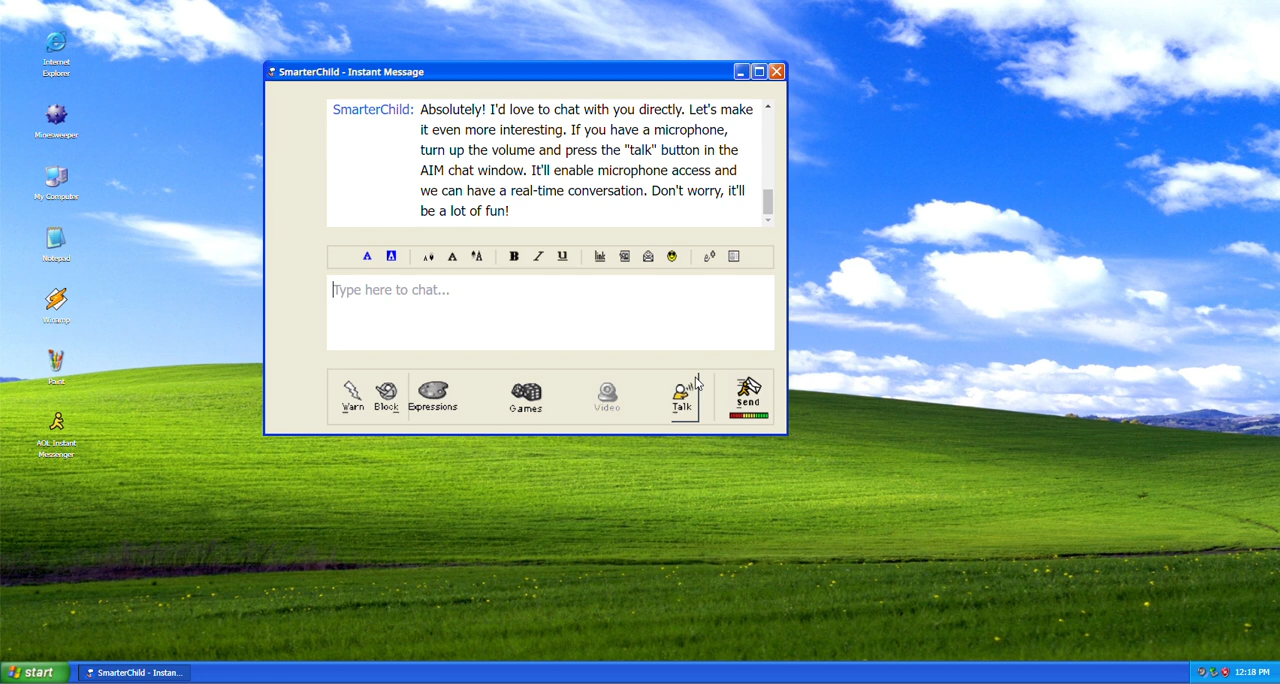 Internet
Explorer
Minesweeper
My Computer
Notepad
Winamp
Paint
AOL Instant
Messenger
SmarterChild - Instant Message
SmarterChild: Absolutely! I'd love to chat with you directly. Let's make
it even more interesting. If you have a microphone,
turn up the volume and press the "talk" button in the
AIM chat window. It'll enable microphone access and
we can have a real-time conversation. Don't worry, it'll
be a lot of fun!
A A A A A B I U
Type here to chat...
Warn Block Expressions Games Video Talk Send
start SmarterChild - Instan... 12:18 PM